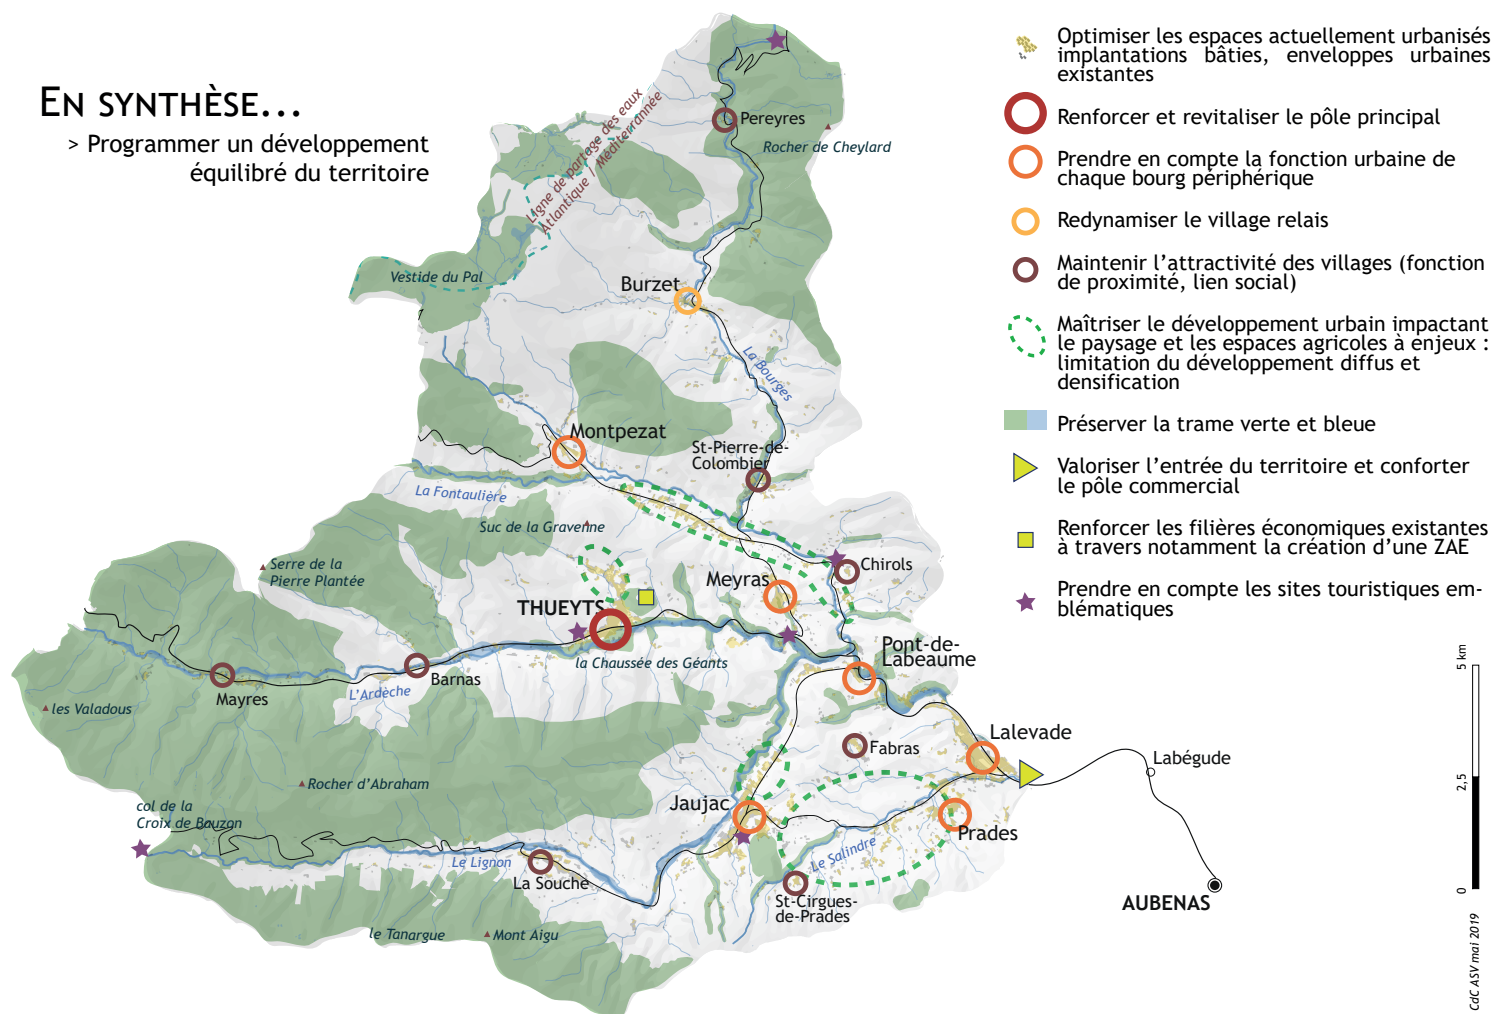 EN SYNTHÈSE...
> Programmer un développement
équilibré du territoire
Optimiser les espaces actuellement urbanisés
implantations bâties, enveloppes urbaines
existantes
Renforcer et revitaliser le pôle principal
Prendre en compte la fonction urbaine de
chaque bourg périphérique
Redynamiser le village relais
Maintenir l'attractivité des villages (fonction
de proximité, lien social)
Maîtriser le développement urbain impactant
le paysage et les espaces agricoles à enjeux :
limitation du développement diffus et
densification
Préserver la trame verte et bleue
Valoriser l'entrée du territoire et conforter
le pôle commercial
Renforcer les filières économiques existantes
à travers notamment la création d'une ZAE
Prendre en compte les sites touristiques em-
blématiques
Ligne de partage des eaux
Atlantique / Méditerrannée
Pereyres
Rocher de Cheylard
Vestide du Pal
Burzet
La Bourges
Montpezat
St-Pierre-de-
Colombier
La Fontaulière
Suc de la Gravenne
Serre de la
Pierre Plantée
Chirols
Meyras
THUEYTS
Pont-de-
Labeaume
la Chaussée des Géants
Barnas
L'Ardèche
Mayres
les Valadous
Lalevade
Fabras
Labégude
Rocher d'Abraham
col de la
Croix de Bauzon
Jaujac
Prades
Le Salindre
Le Lignon
La Souche
St-Cirgues-
de-Prades
AUBENAS
le Tanargue
Mont Aigu
5 km
2,5
0
CdC ASV mai 2019